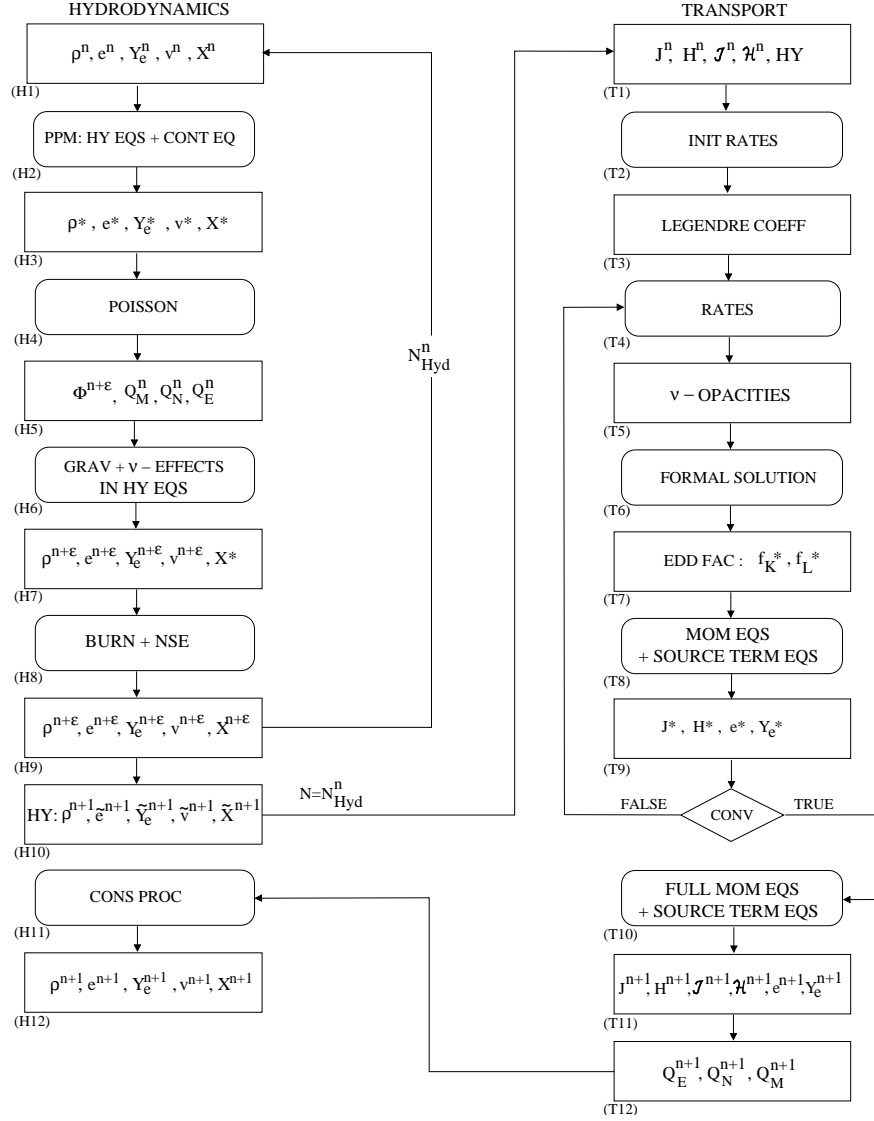 HYDRODYNAMICS
ρⁿ, eⁿ , Yₑⁿ , vⁿ , Xⁿ
(H1)
PPM: HY EQS + CONT EQ
(H2)
ρ* , e* , Yₑ* , v* , X*
(H3)
POISSON
(H4)
Φⁿ⁺ᵋ, Q_Mⁿ, Q_Nⁿ, Q_Eⁿ
(H5)
GRAV + ν – EFFECTS
IN HY EQS
(H6)
ρⁿ⁺ᵋ, eⁿ⁺ᵋ, Yₑⁿ⁺ᵋ, vⁿ⁺ᵋ, X*
(H7)
BURN + NSE
(H8)
ρⁿ⁺ᵋ, eⁿ⁺ᵋ, Yₑⁿ⁺ᵋ, vⁿ⁺ᵋ, Xⁿ⁺ᵋ
(H9)
HY: ρⁿ⁺¹, ẽⁿ⁺¹, Ỹₑⁿ⁺¹, ṽⁿ⁺¹, X̃ⁿ⁺¹
(H10)
CONS PROC
(H11)
ρⁿ⁺¹, eⁿ⁺¹, Yₑⁿ⁺¹ , vⁿ⁺¹, Xⁿ⁺¹
(H12)
N_Hydⁿ
N=N_Hydⁿ
TRANSPORT
Jⁿ, Hⁿ, 𝒥ⁿ, ℋⁿ, HY
(T1)
INIT RATES
(T2)
LEGENDRE COEFF
(T3)
RATES
(T4)
ν – OPACITIES
(T5)
FORMAL SOLUTION
(T6)
EDD FAC : f_K* , f_L*
(T7)
MOM EQS
+ SOURCE TERM EQS
(T8)
J* , H* , e* , Yₑ*
(T9)
FALSE
CONV
TRUE
FULL MOM EQS
+ SOURCE TERM EQS
(T10)
Jⁿ⁺¹, Hⁿ⁺¹, 𝒥ⁿ⁺¹, ℋⁿ⁺¹, eⁿ⁺¹, Yₑⁿ⁺¹
(T11)
Q_Eⁿ⁺¹, Q_Nⁿ⁺¹, Q_Mⁿ⁺¹
(T12)